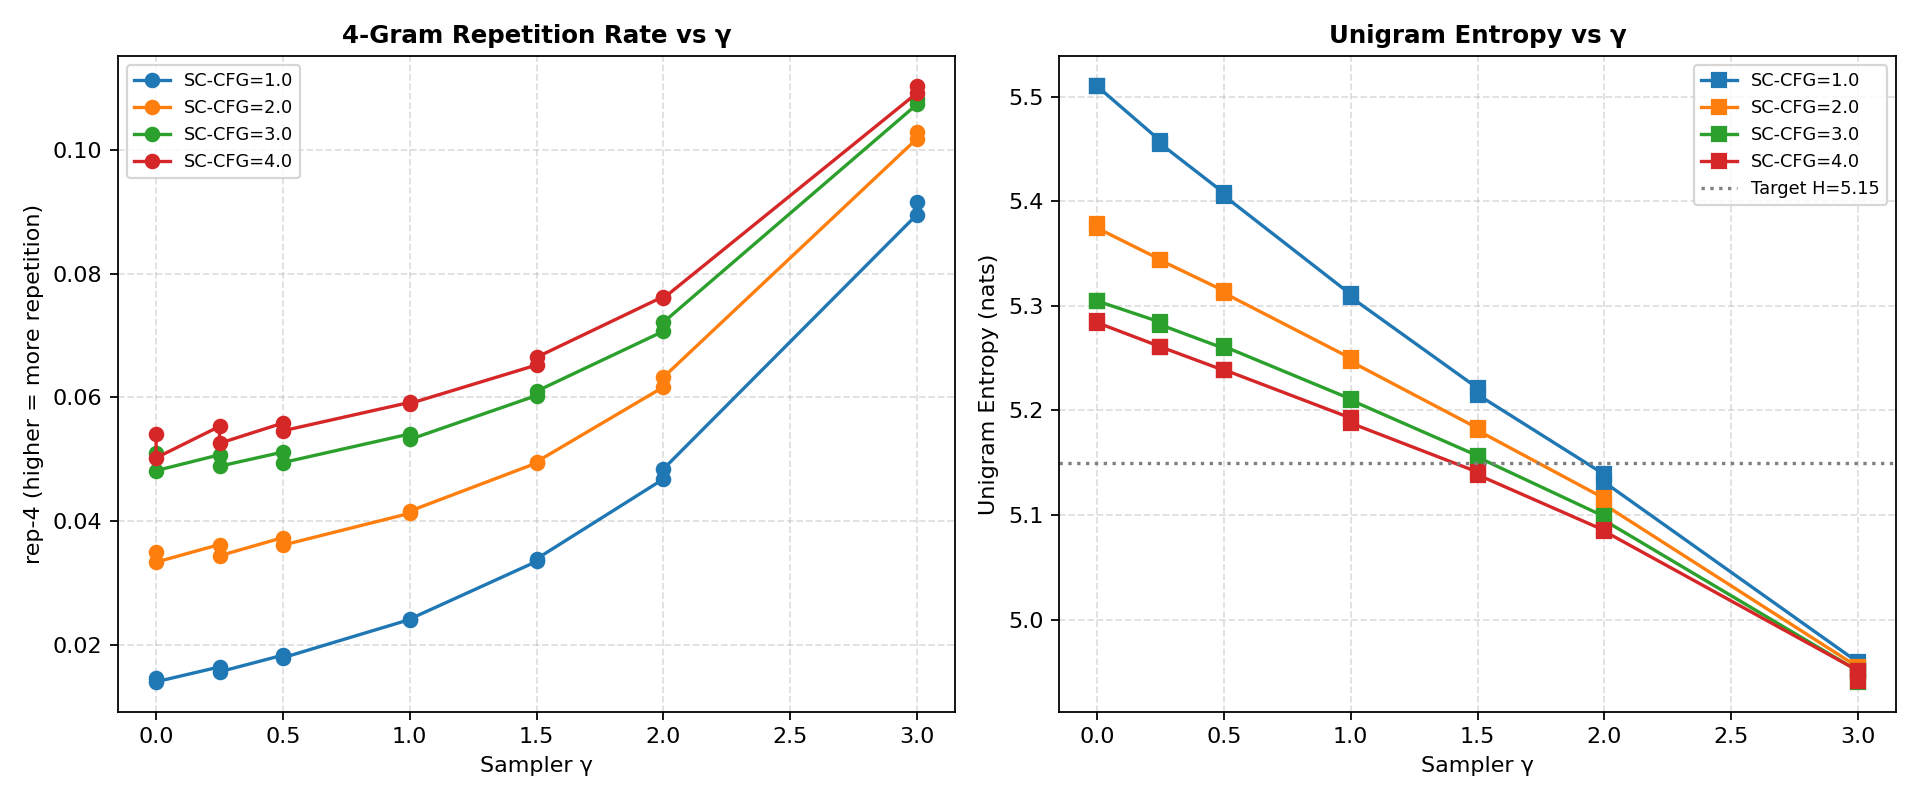 4-Gram Repetition Rate vs γ
SC-CFG=1.0
SC-CFG=2.0
SC-CFG=3.0
SC-CFG=4.0
rep-4 (higher = more repetition)
0.10
0.08
0.06
0.04
0.02
0.0 0.5 1.0 1.5 2.0 2.5 3.0
Sampler γ
Unigram Entropy vs γ
SC-CFG=1.0
SC-CFG=2.0
SC-CFG=3.0
SC-CFG=4.0
Target H=5.15
Unigram Entropy (nats)
5.5
5.4
5.3
5.2
5.1
5.0
0.0 0.5 1.0 1.5 2.0 2.5 3.0
Sampler γ